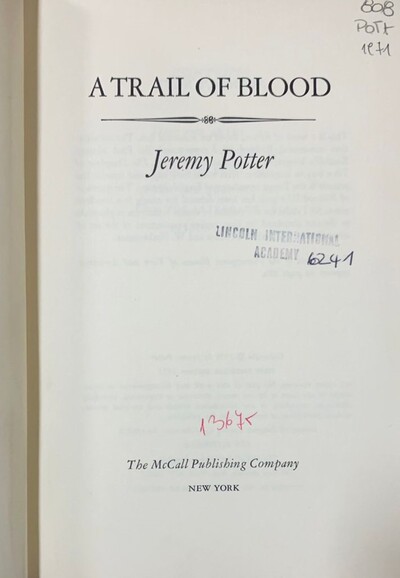 808
POTT
1971
A TRAIL OF BLOOD
Jeremy Potter
LINCOLN INTERNATIONAL
ACADEMY 6241
13675
The McCall Publishing Company
NEW YORK